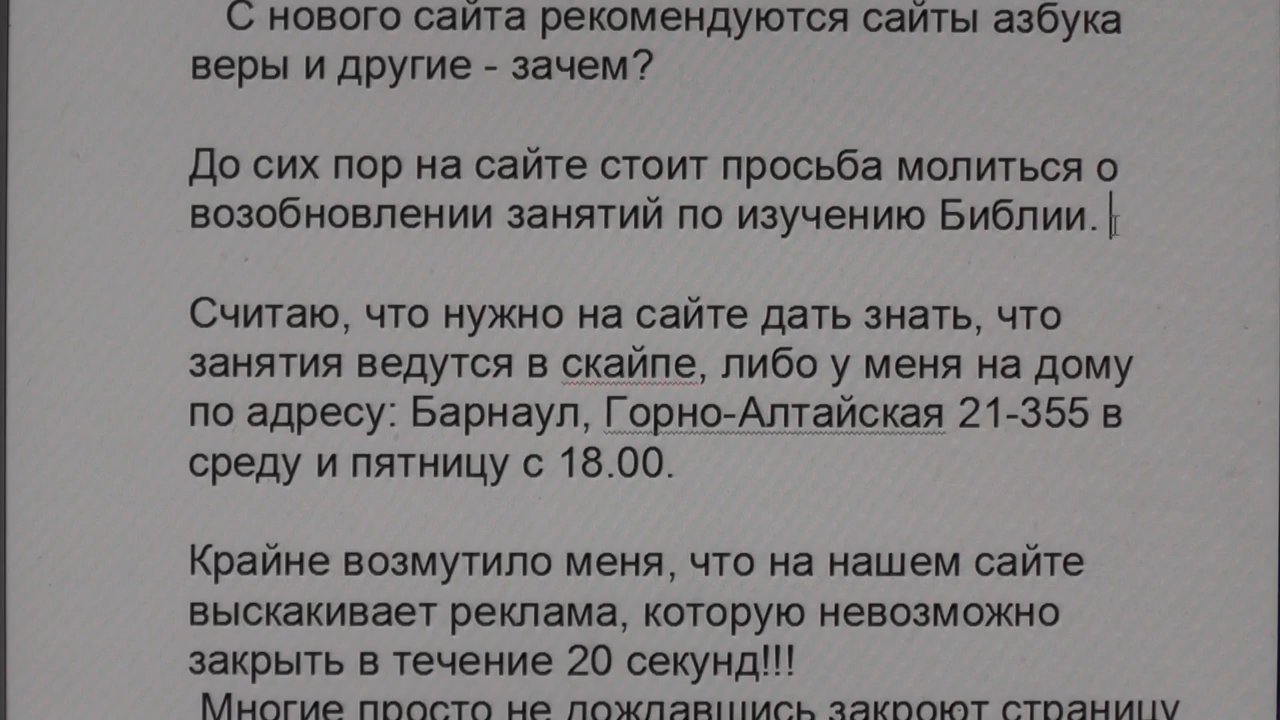 С нового сайта рекомендуются сайты азбука
веры и другие - зачем?
До сих пор на сайте стоит просьба молиться о
возобновлении занятий по изучению Библии.
Считаю, что нужно на сайте дать знать, что
занятия ведутся в скайпе, либо у меня на дому
по адресу: Барнаул, Горно-Алтайская 21-355 в
среду и пятницу с 18.00.
Крайне возмутило меня, что на нашем сайте
выскакивает реклама, которую невозможно
закрыть в течение 20 секунд!!!
Многие просто не дождавшись закроют страницу